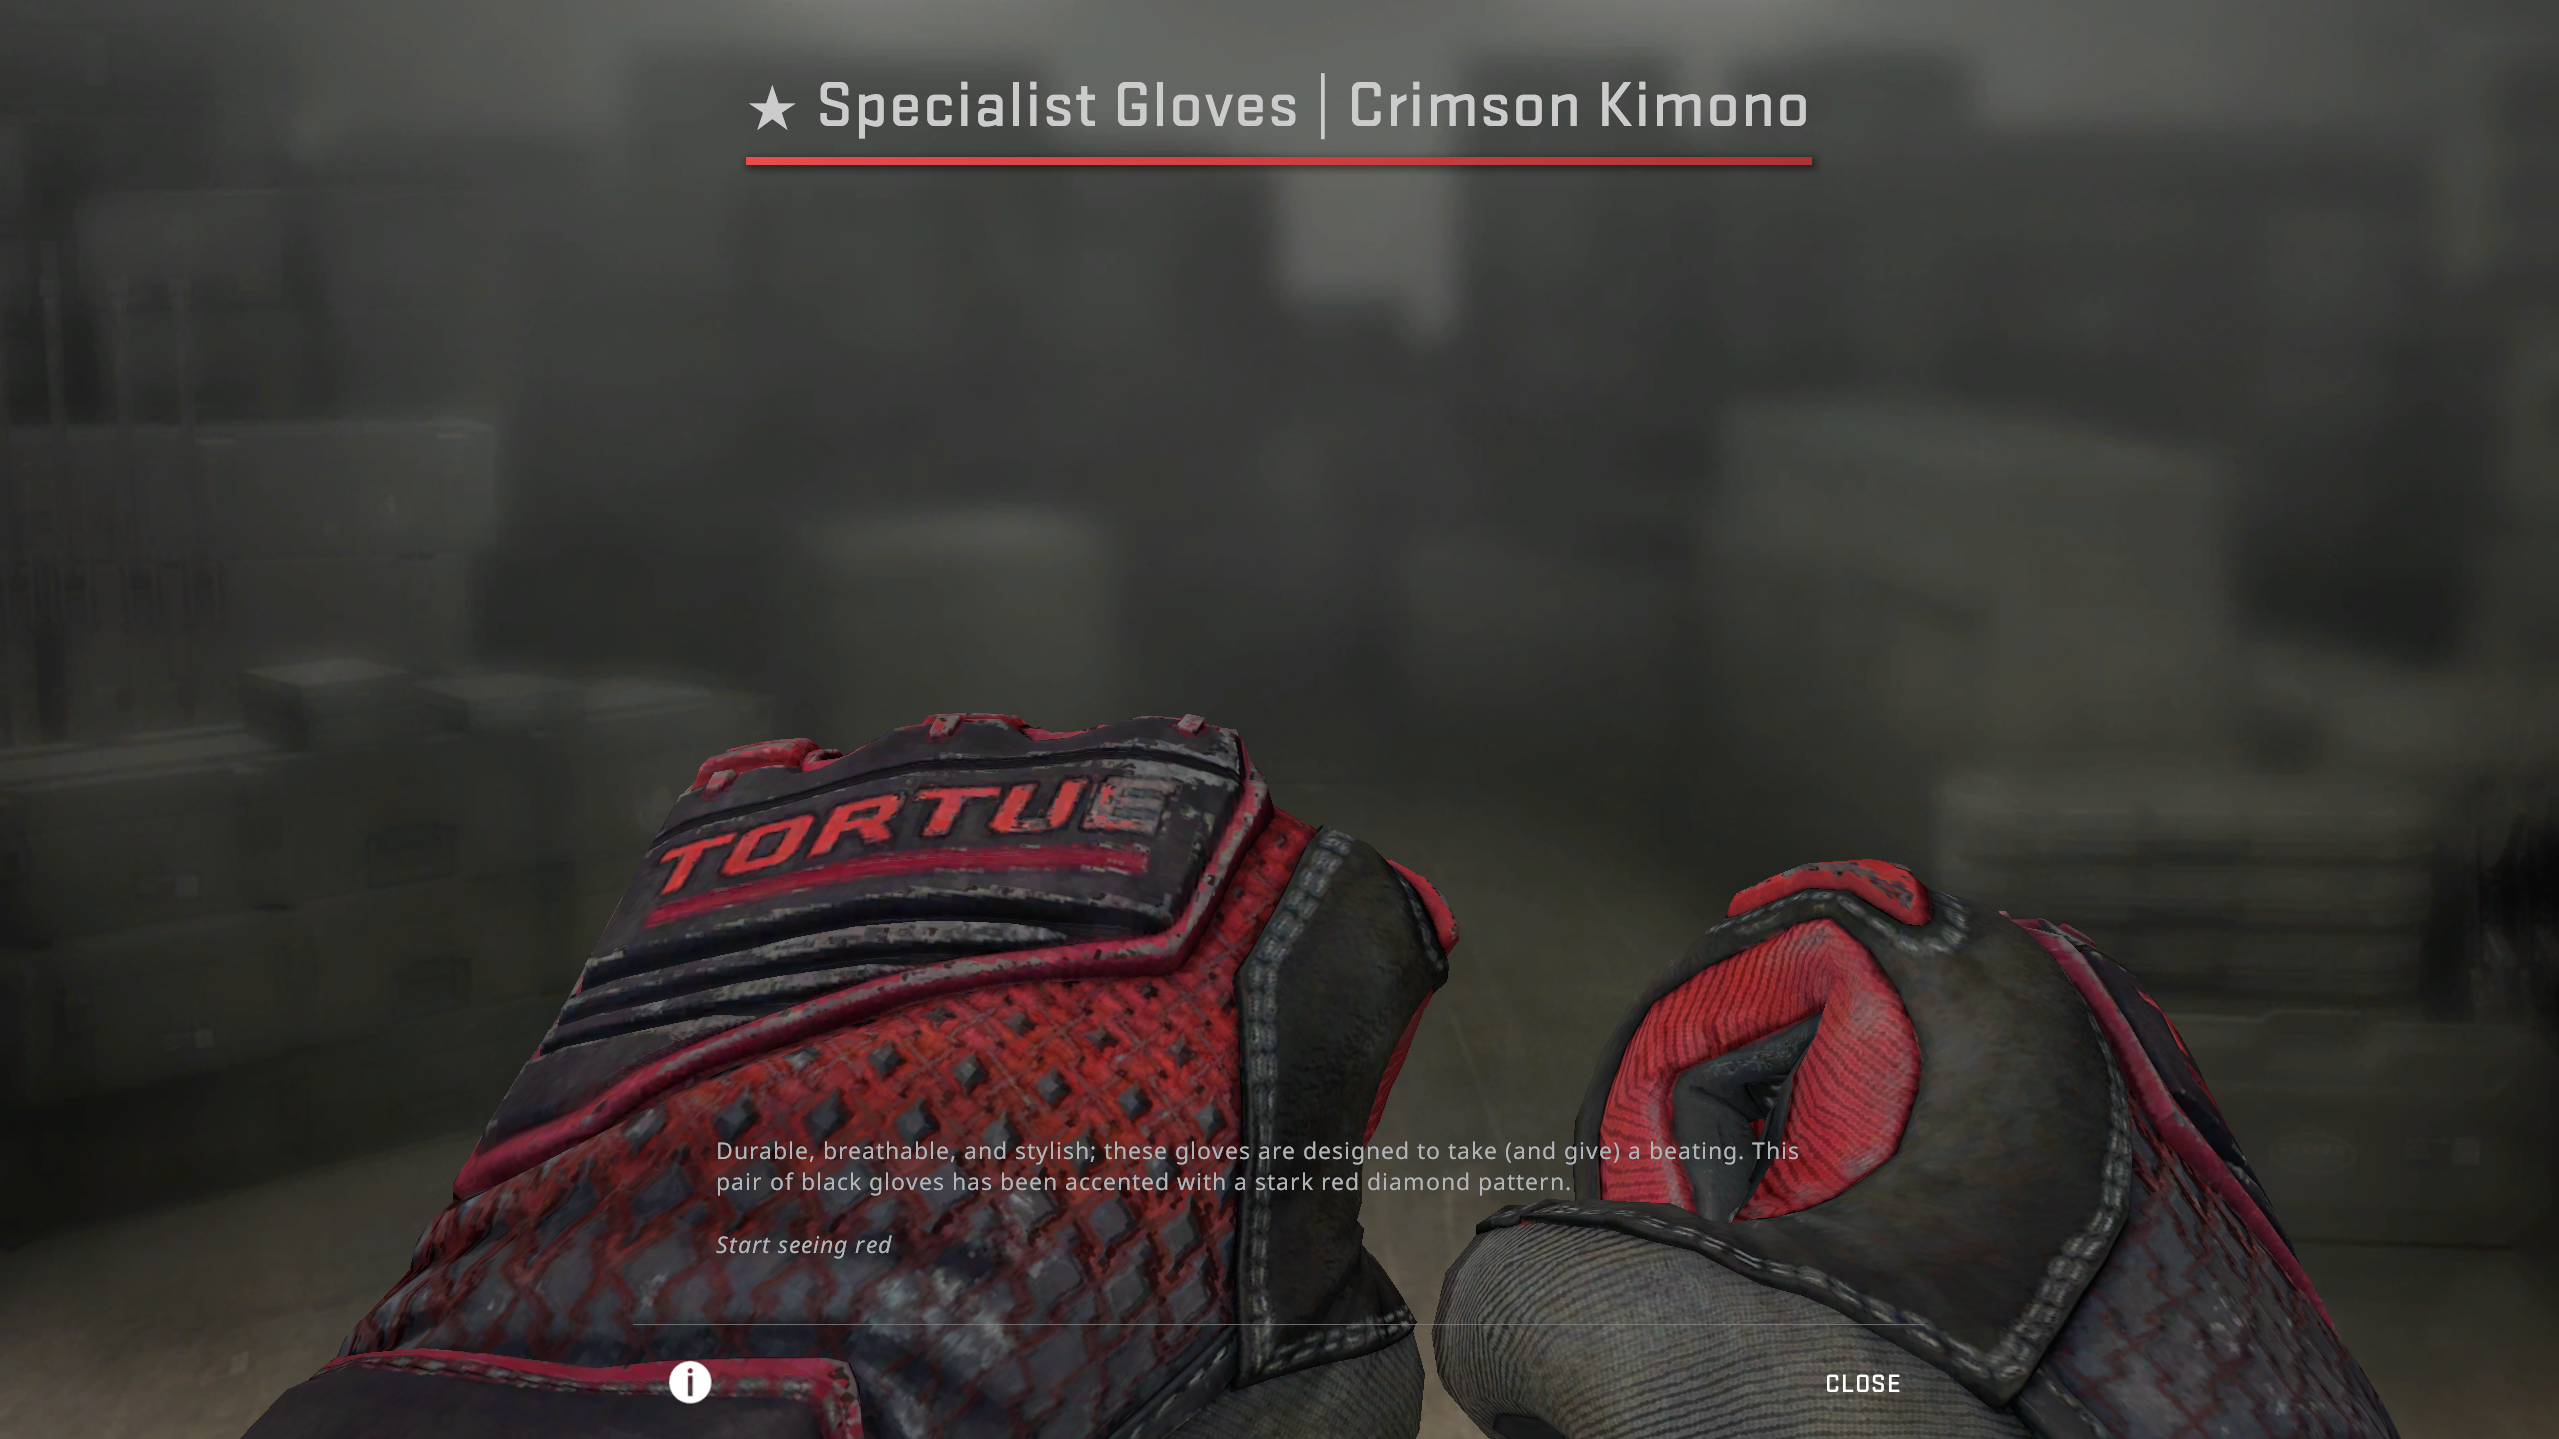 ★ Specialist Gloves | Crimson Kimono
TORTUE
Durable, breathable, and stylish; these gloves are designed to take (and give) a beating. This
pair of black gloves has been accented with a stark red diamond pattern.
Start seeing red
i
CLOSE